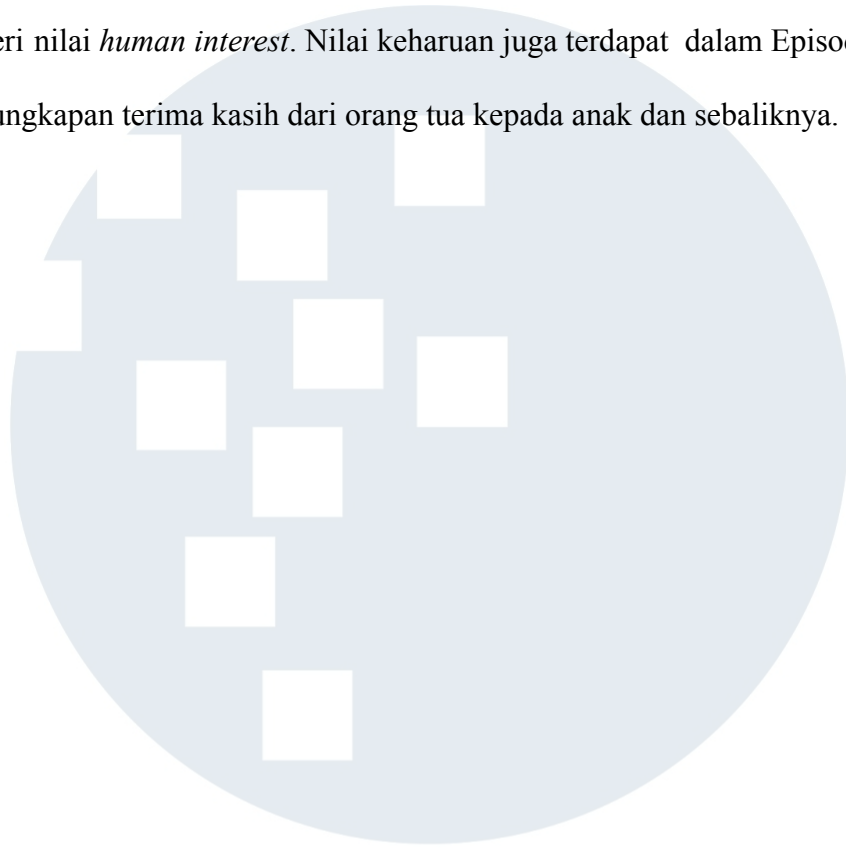 eri nilai human interest. Nilai keharuan juga terdapat dalam Episo
ungkapan terima kasih dari orang tua kepada anak dan sebaliknya.